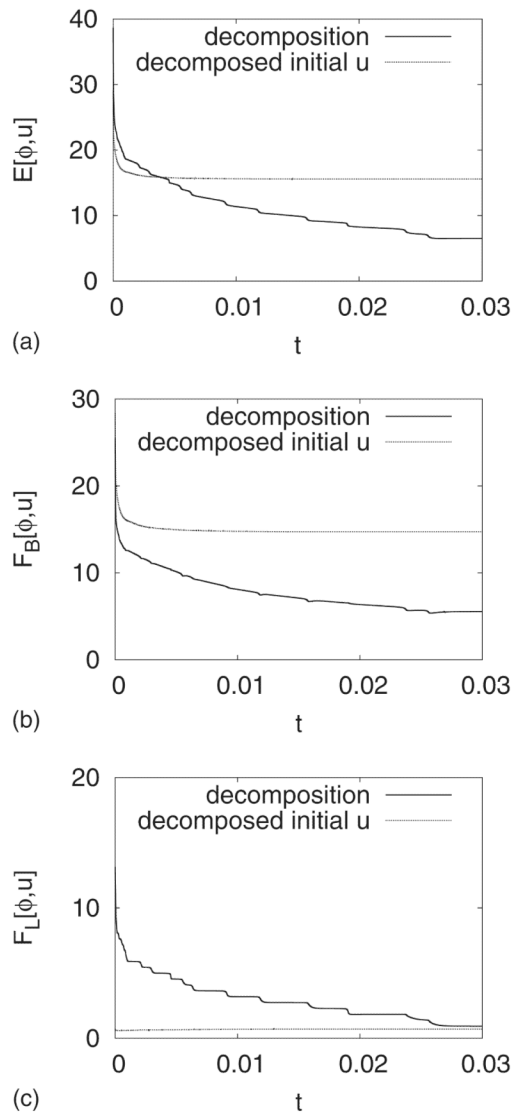 40
30
20
10
0
E[ϕ,u]
decomposition
decomposed initial u
0
0.01
0.02
0.03
t
(a)
30
20
10
0
F_B[ϕ,u]
decomposition
decomposed initial u
0
0.01
0.02
0.03
t
(b)
20
10
0
F_L[ϕ,u]
decomposition
decomposed initial u
0
0.01
0.02
0.03
t
(c)